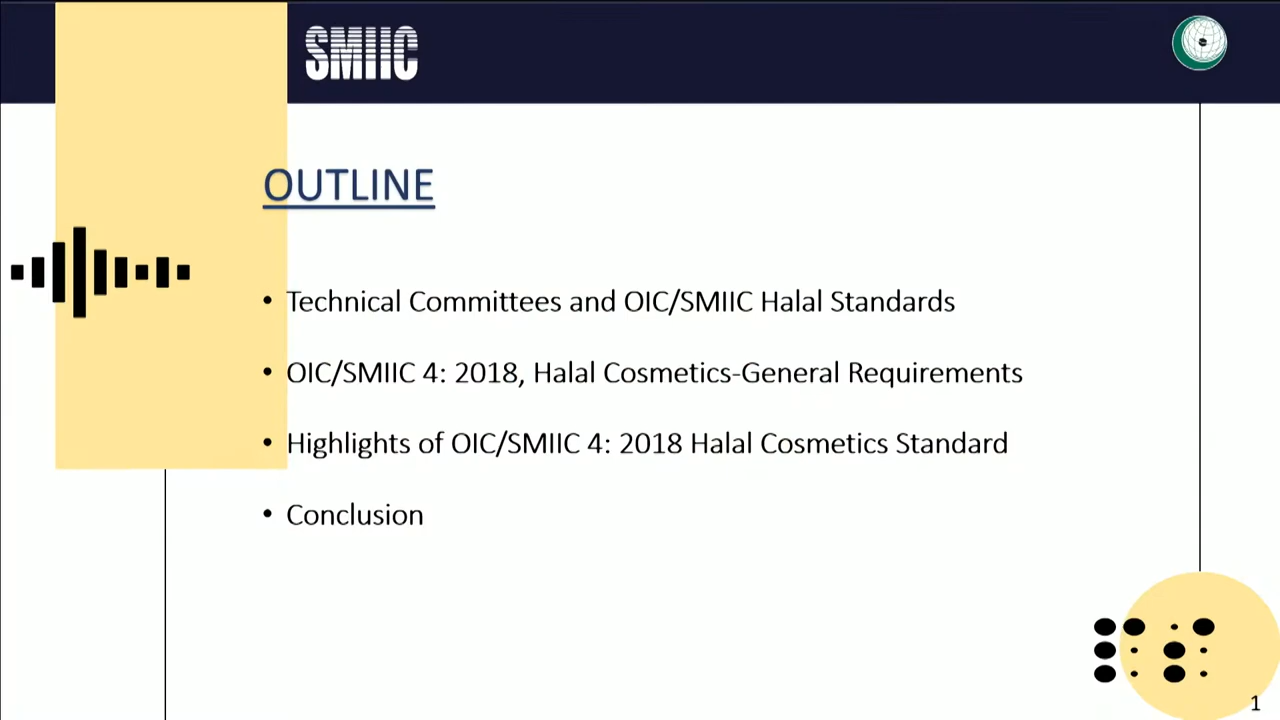 SMIIC
OUTLINE
• Technical Committees and OIC/SMIIC Halal Standards
• OIC/SMIIC 4: 2018, Halal Cosmetics-General Requirements
• Highlights of OIC/SMIIC 4: 2018 Halal Cosmetics Standard
• Conclusion
1